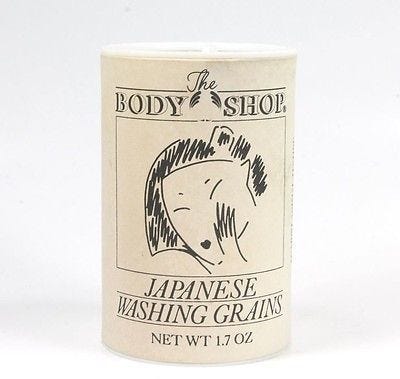 The
BODY SHOP®
JAPANESE
WASHING GRAINS
NET WT 1.7 OZ